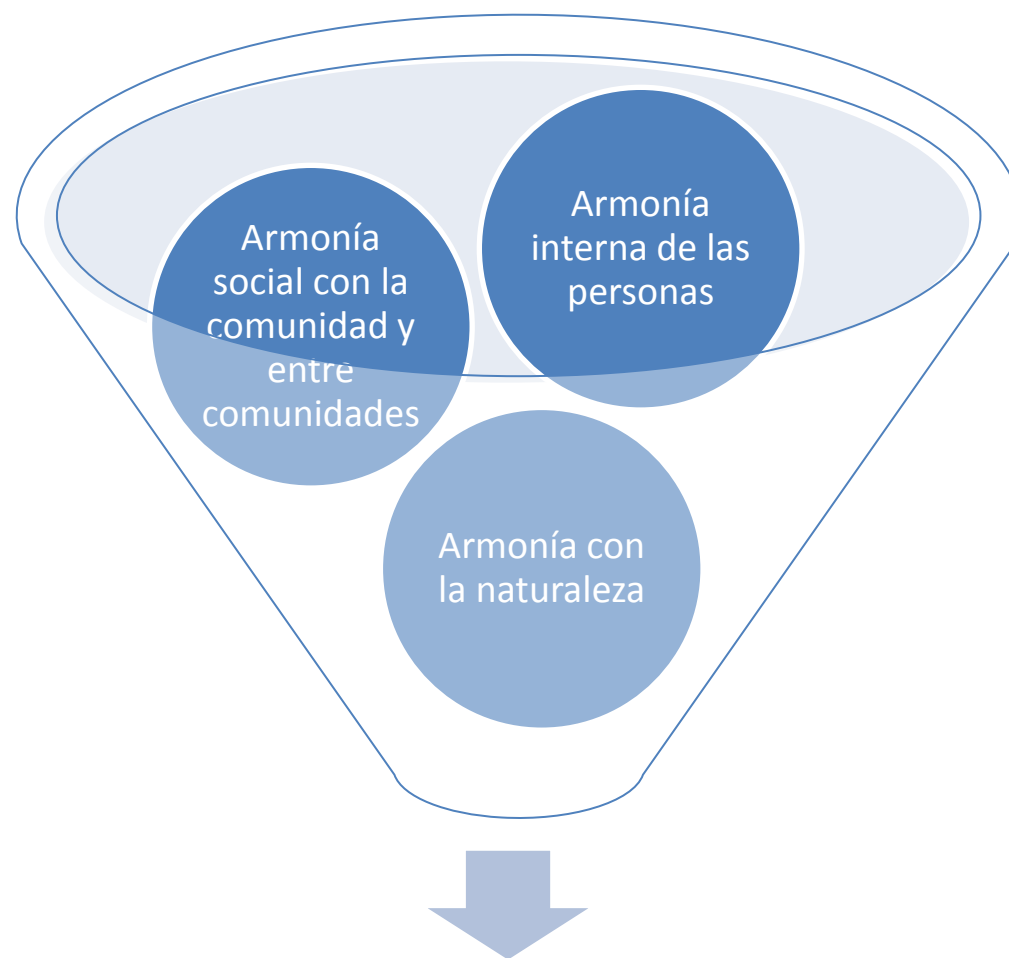 Armonía
social con la
comunidad y
entre
comunidades
Armonía
interna de las
personas
Armonía con
la naturaleza